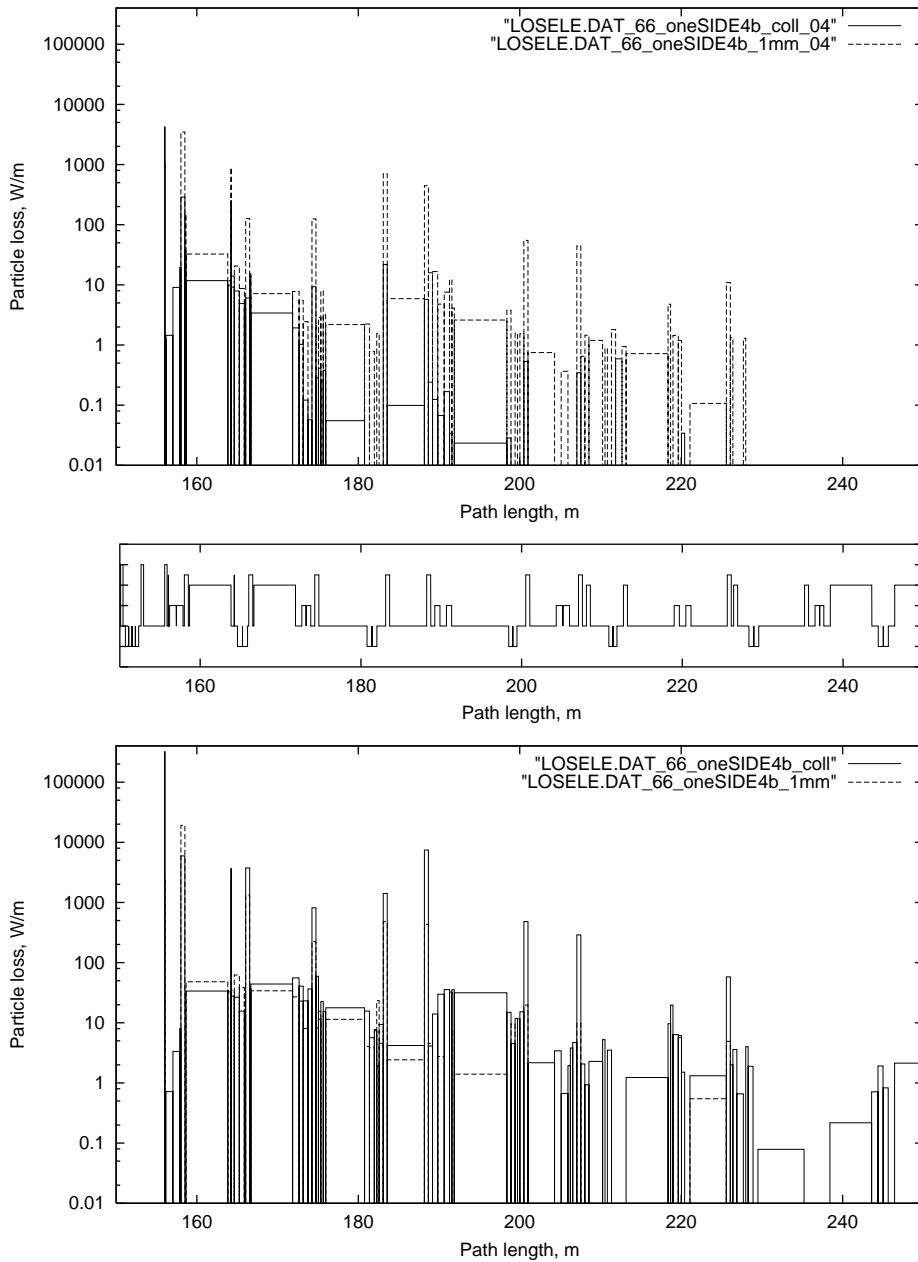 "LOSELE.DAT_66_oneSIDE4b_coll_04"
"LOSELE.DAT_66_oneSIDE4b_1mm_04"
100000
10000
1000
100
10
1
0.1
0.01
Particle loss, W/m
160 180 200 220 240
Path length, m
160 180 200 220 240
Path length, m
"LOSELE.DAT_66_oneSIDE4b_coll"
"LOSELE.DAT_66_oneSIDE4b_1mm"
100000
10000
1000
100
10
1
0.1
0.01
Particle loss, W/m
160 180 200 220 240
Path length, m